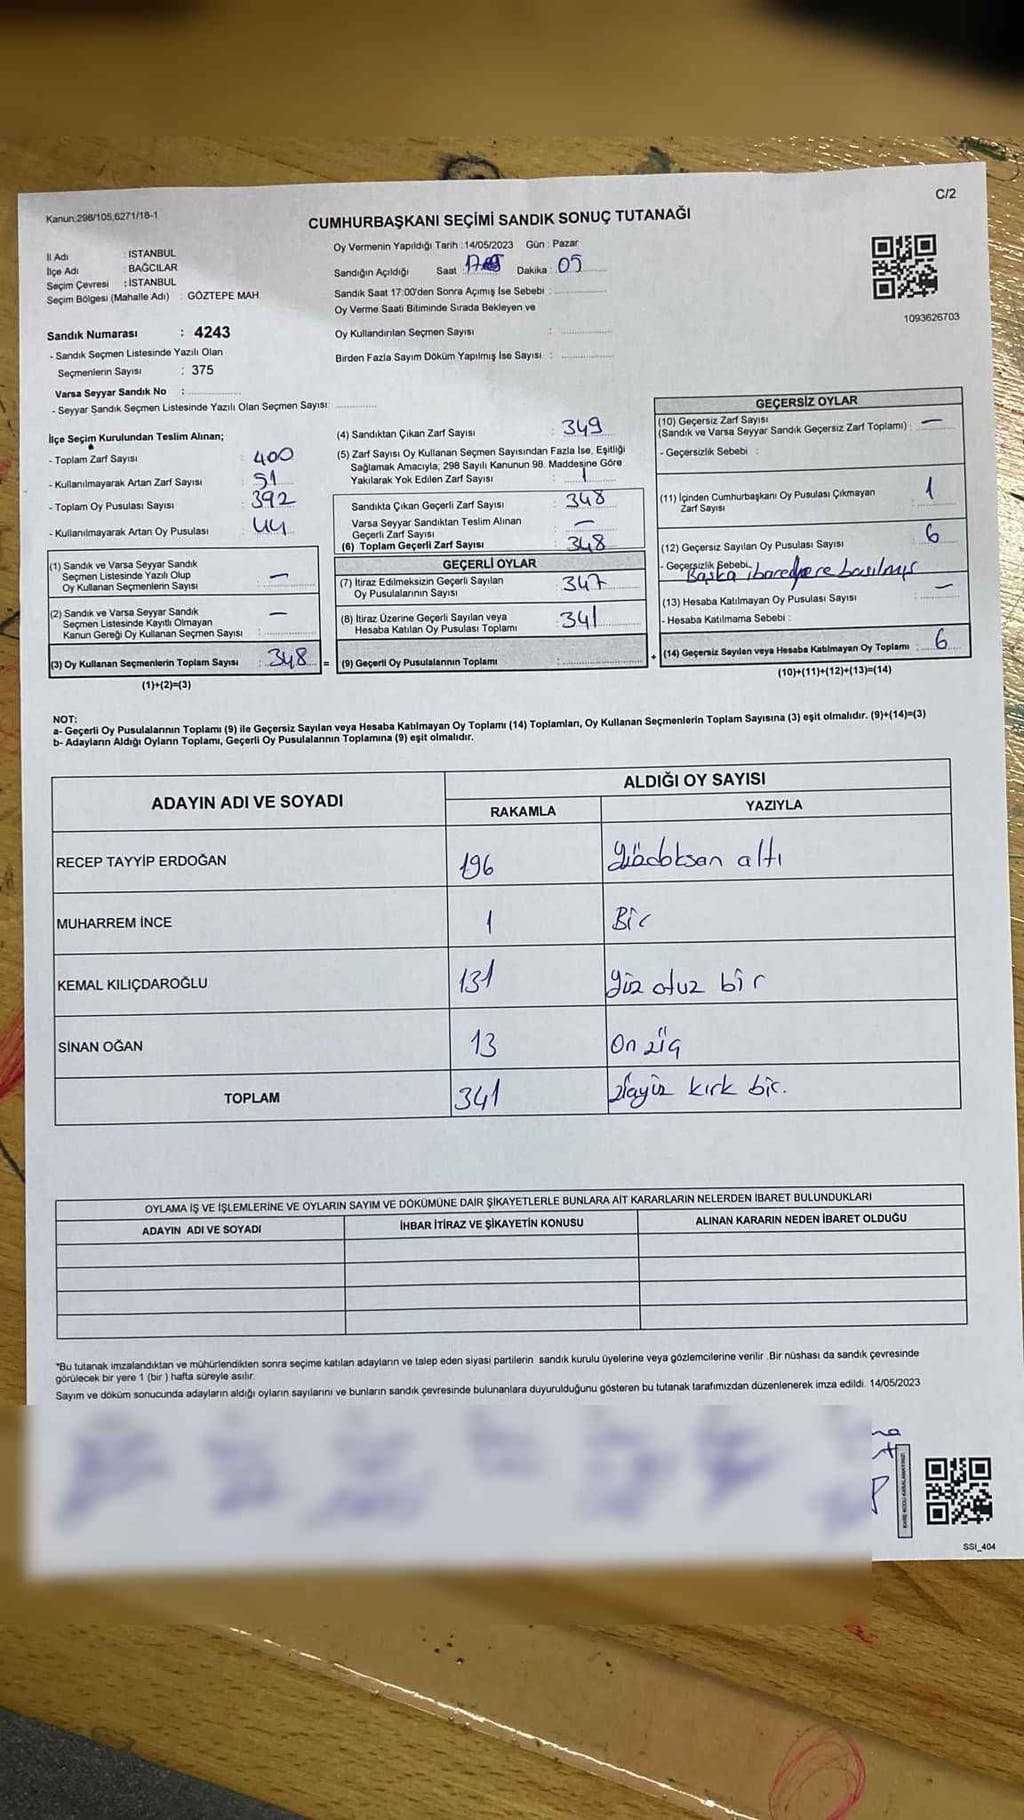 Kanun:298/105,6271/18-1
C/2
CUMHURBAŞKANI SEÇİMİ SANDIK SONUÇ TUTANAĞI
İl Adı : İSTANBUL
İlçe Adı : BAĞCILAR
Seçim Çevresi : İSTANBUL
Seçim Bölgesi (Mahalle Adı) : GÖZTEPE MAH
Oy Vermenin Yapıldığı Tarih :14/05/2023 Gün : Pazar
Sandığın Açıldığı Saat Dakika : 05
Sandık Saat 17:00'den Sonra Açımış İse Sebebi :
Oy Verme Saati Bitiminde Sırada Bekleyen ve
Oy Kullandırılan Seçmen Sayısı :
Birden Fazla Sayım Döküm Yapılmış İse Sayısı :
1093626703
Sandık Numarası : 4243
- Sandık Seçmen Listesinde Yazılı Olan
Seçmenlerin Sayısı : 375
Varsa Seyyar Sandık No :
- Seyyar Sandık Seçmen Listesinde Yazılı Olan Seçmen Sayısı:
İlçe Seçim Kurulundan Teslim Alınan;
- Toplam Zarf Sayısı : 400
- Kullanılmayarak Artan Zarf Sayısı : 51
- Toplam Oy Pusulası Sayısı : 392
- Kullanılmayarak Artan Oy Pusulası : 44
(1) Sandık ve Varsa Seyyar Sandık
Seçmen Listesinde Yazılı Olup
Oy Kullanan Seçmenlerin Sayısı : —
(2) Sandık ve Varsa Seyyar Sandık
Seçmen Listesinde Kayıtlı Olmayan
Kanun Gereği Oy Kullanan Seçmen Sayısı : —
(3) Oy Kullanan Seçmenlerin Toplam Sayısı : 348 =
(1)+(2)=(3)
(4) Sandıktan Çıkan Zarf Sayısı : 349
(5) Zarf Sayısı Oy Kullanan Seçmen Sayısından Fazla İse, Eşitliği
Sağlamak Amacıyla, 298 Sayılı Kanunun 98. Maddesine Göre
Yakılarak Yok Edilen Zarf Sayısı : 1
Sandıkta Çıkan Geçerli Zarf Sayısı : 348
Varsa Seyyar Sandıktan Teslim Alınan
Geçerli Zarf Sayısı : —
(6) Toplam Geçerli Zarf Sayısı : 348
GEÇERLİ OYLAR
(7) İtiraz Edilmeksizin Geçerli Sayılan
Oy Pusulalarının Sayısı : 347
(8) İtiraz Üzerine Geçerli Sayılan veya
Hesaba Katılan Oy Pusulası Toplamı : 341
(9) Geçerli Oy Pusulalarının Toplamı : +
GEÇERSİZ OYLAR
(10) Geçersiz Zarf Sayısı
(Sandık ve Varsa Seyyar Sandık Geçersiz Zarf Toplamı) : —
- Geçersizlik Sebebi :
(11) İçinden Cumhurbaşkanı Oy Pusulası Çıkmayan
Zarf Sayısı : 1
(12) Geçersiz Sayılan Oy Pusulası Sayısı : 6
- Geçersizlik Sebebi. Başka basılmış
(13) Hesaba Katılmayan Oy Pusulası Sayısı : —
- Hesaba Katılmama Sebebi :
(14) Geçersiz Sayılan veya Hesaba Katılmayan Oy Toplamı : 6
(10)+(11)+(12)+(13)=(14)
NOT:
a- Geçerli Oy Pusulalarının Toplamı (9) ile Geçersiz Sayılan veya Hesaba Katılmayan Oy Toplamı (14) Toplamları, Oy Kullanan Seçmenlerin Toplam Sayısına (3) eşit olmalıdır. (9)+(14)=(3)
b- Adayların Aldığı Oyların Toplamı, Geçerli Oy Pusulalarının Toplamına (9) eşit olmalıdır.
ADAYIN ADI VE SOYADI
ALDIĞI OY SAYISI
RAKAMLA YAZIYLA
RECEP TAYYİP ERDOĞAN 196 yüzdoksan altı
MUHARREM İNCE 1 Bir
KEMAL KILIÇDAROĞLU 131 yüz otuz bir
SİNAN OĞAN 13 On üç
TOPLAM 341 üçyüz kırk bir.
OYLAMA İŞ VE İŞLEMLERİNE VE OYLARIN SAYIM VE DÖKÜMÜNE DAİR ŞİKAYETLERLE BUNLARA AİT KARARLARIN NELERDEN İBARET BULUNDUKLARI
ADAYIN ADI VE SOYADI İHBAR İTİRAZ VE ŞİKAYETİN KONUSU ALINAN KARARIN NEDEN İBARET OLDUĞU
*Bu tutanak imzalandıktan ve mühürlendikten sonra seçime katılan adayların ve talep eden siyasi partilerin sandık kurulu üyelerine veya gözlemcilerine verilir .Bir nüshası da sandık çevresinde
görülecek bir yere 1 (bir ) hafta süreyle asılır.
Sayım ve döküm sonucunda adayların aldığı oyların sayılarını ve bunların sandık çevresinde bulunanlara duyurulduğunu gösteren bu tutanak tarafımızdan düzenlenerek imza edildi. 14/05/2023
SSI_404